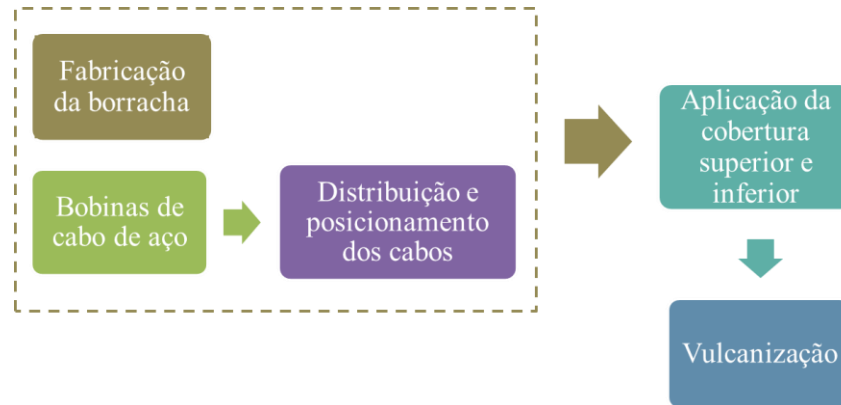 Fabricação
da borracha
Bobinas de
cabo de aço
Distribuição e
posicionamento
dos cabos
Aplicação da
cobertura
superior e
inferior
Vulcanização